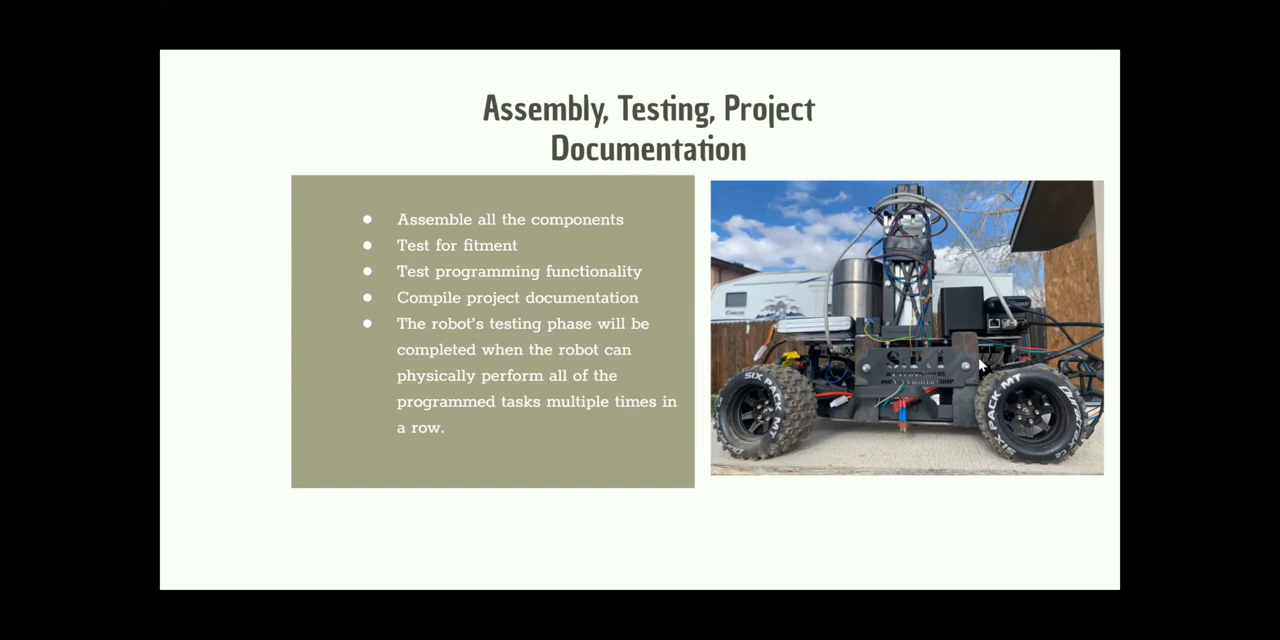 Assembly, Testing, Project
Documentation
● Assemble all the components
● Test for fitment
● Test programming functionality
● Compile project documentation
● The robot's testing phase will be
completed when the robot can
physically perform all of the
programmed tasks multiple times in
a row.
SIX PACK MT
SIX PACK MT